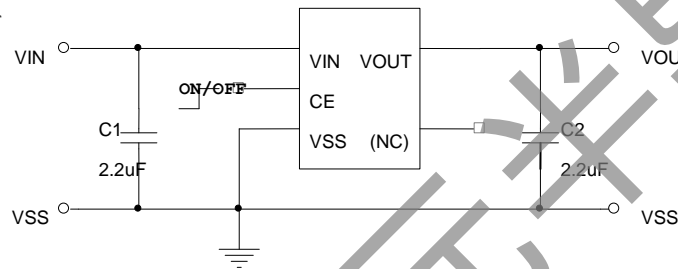 VIN
VIN VOUT
VOU
ON/OFF
CE
VSS (NC)
C1
2.2uF
C2
2.2uF
VSS
VSS